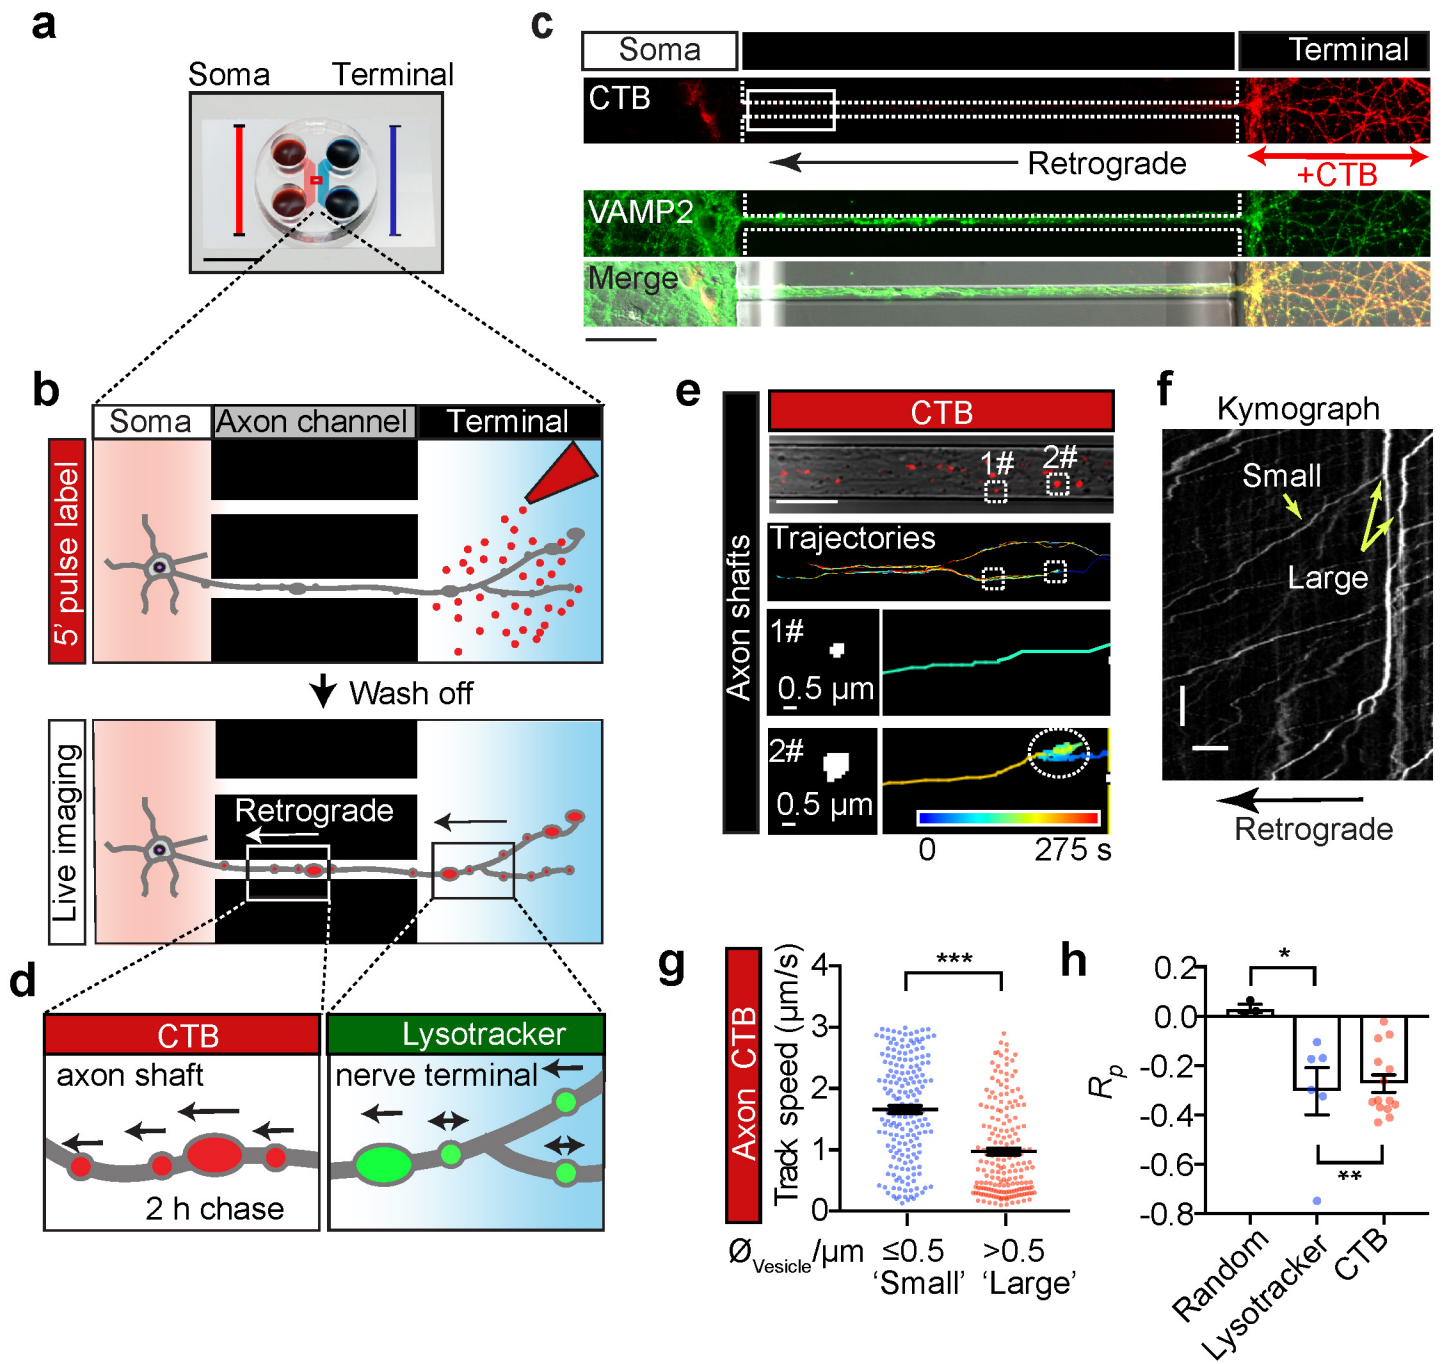 a
Soma
Terminal
b
Soma
Axon channel
Terminal
5' pulse label
Wash off
Live imaging
Retrograde
c
Soma
Terminal
CTB
Retrograde
+CTB
VAMP2
Merge
d
CTB
axon shaft
2 h chase
Lysotracker
nerve terminal
e
Axon shafts
CTB
1#
2#
Trajectories
1#
0.5 µm
2#
0.5 µm
0
275 s
f
Kymograph
Small
Large
Retrograde
g
Axon CTB
Track speed (µm/s)
4
3
2
1
0
***
ØVesicle/µm
≤0.5
>0.5
'Small'
'Large'
h
Rp
0.2
0.0
-0.2
-0.4
-0.6
-0.8
*
**
Random
Lysotracker
CTB